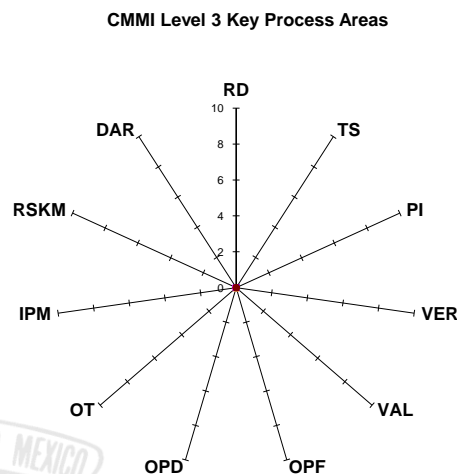 CMMI Level 3 Key Process Areas
RD
10
8
6
4
2
0
TS
PI
VER
VAL
OPF
OPD
OT
IPM
RSKM
DAR
MEXICO